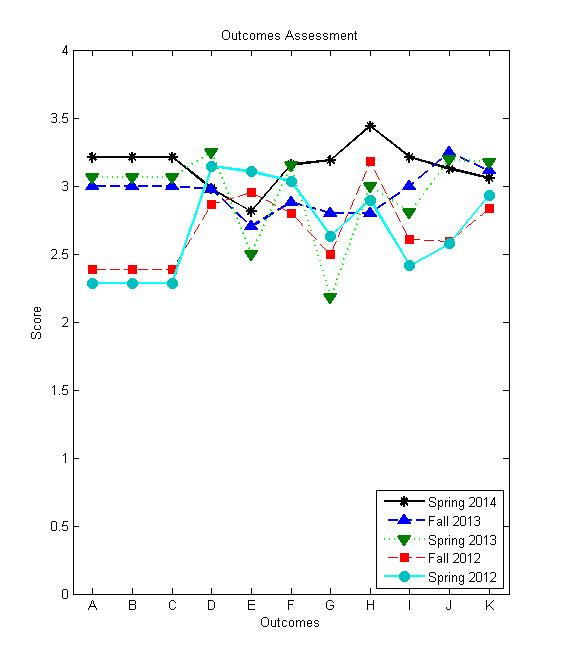 Outcomes Assessment
4
3.5
3
2.5
2
1.5
1
0.5
0
Score
A B C D E F G H I J K
Outcomes
Spring 2014
Fall 2013
Spring 2013
Fall 2012
Spring 2012